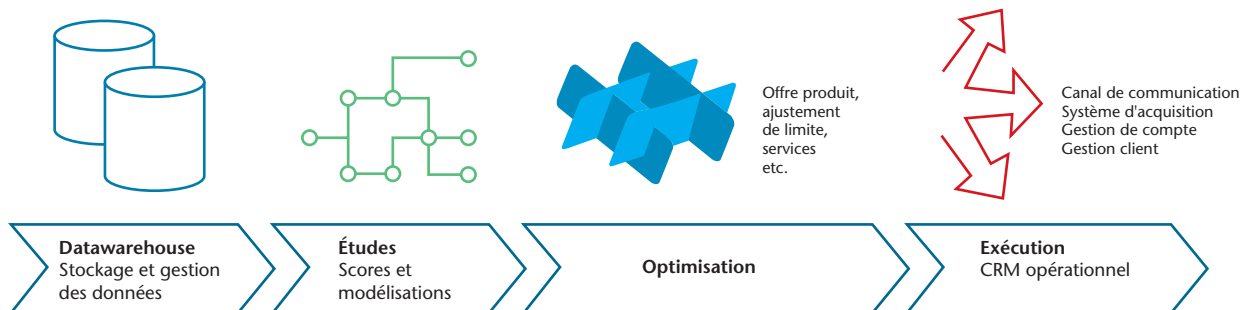 Offre produit,
ajustement
de limite,
services
etc.
Canal de communication
Système d'acquisition
Gestion de compte
Gestion client
Datawarehouse
Stockage et gestion
des données
Études
Scores et
modélisations
Optimisation
Exécution
CRM opérationnel